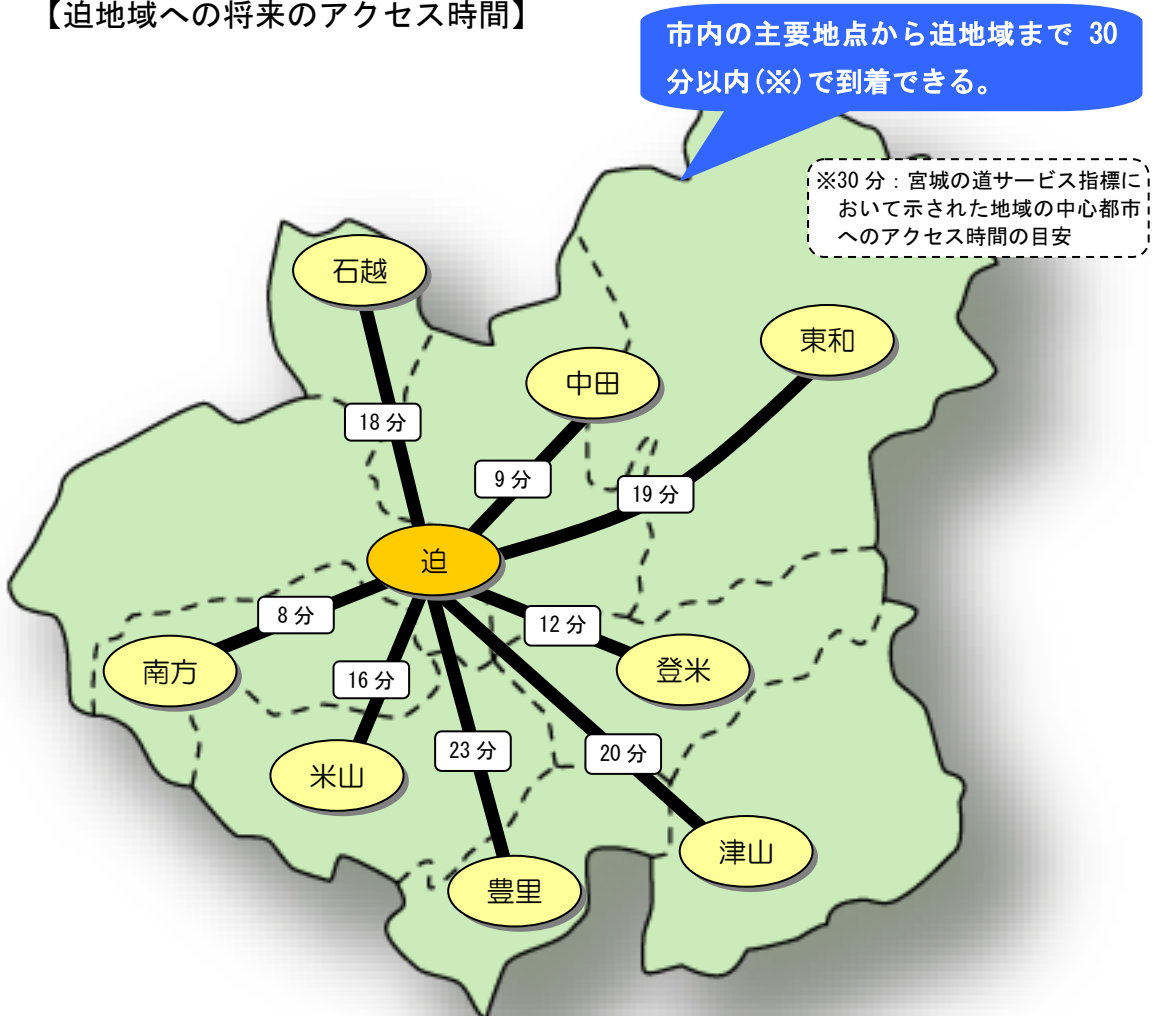 【迫地域への将来のアクセス時間】
市内の主要地点から迫地域まで 30
分以内(※)で到着できる。
※30 分：宮城の道サービス指標に
おいて示された地域の中心都市
へのアクセス時間の目安
石越
東和
中田
18 分
9 分
19 分
迫
8 分
12 分
南方
16 分
登米
23 分
20 分
米山
津山
豊里